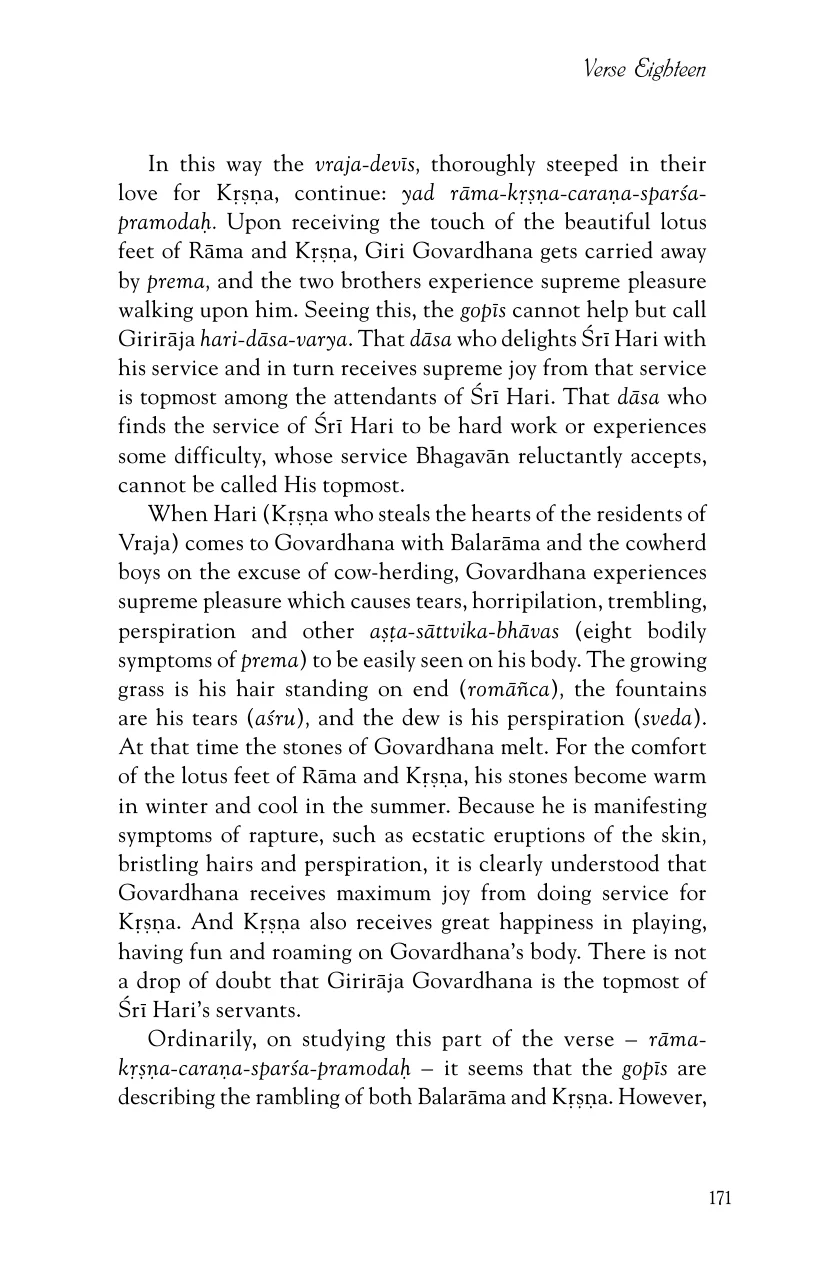 Verse Eighteen
In this way the vraja-devīs, thoroughly steeped in their
love for Kṛṣṇa, continue: yad rāma-kṛṣṇa-caraṇa-sparśa-
pramodaḥ. Upon receiving the touch of the beautiful lotus
feet of Rāma and Kṛṣṇa, Giri Govardhana gets carried away
by prema, and the two brothers experience supreme pleasure
walking upon him. Seeing this, the gopīs cannot help but call
Girirāja hari-dāsa-varya. That dāsa who delights Śrī Hari with
his service and in turn receives supreme joy from that service
is topmost among the attendants of Śrī Hari. That dāsa who
finds the service of Śrī Hari to be hard work or experiences
some difficulty, whose service Bhagavān reluctantly accepts,
cannot be called His topmost.
When Hari (Kṛṣṇa who steals the hearts of the residents of
Vraja) comes to Govardhana with Balarāma and the cowherd
boys on the excuse of cow-herding, Govardhana experiences
supreme pleasure which causes tears, horripilation, trembling,
perspiration and other aṣṭa-sāttvika-bhāvas (eight bodily
symptoms of prema) to be easily seen on his body. The growing
grass is his hair standing on end (romāñca), the fountains
are his tears (aśru), and the dew is his perspiration (sveda).
At that time the stones of Govardhana melt. For the comfort
of the lotus feet of Rāma and Kṛṣṇa, his stones become warm
in winter and cool in the summer. Because he is manifesting
symptoms of rapture, such as ecstatic eruptions of the skin,
bristling hairs and perspiration, it is clearly understood that
Govardhana receives maximum joy from doing service for
Kṛṣṇa. And Kṛṣṇa also receives great happiness in playing,
having fun and roaming on Govardhana’s body. There is not
a drop of doubt that Girirāja Govardhana is the topmost of
Śrī Hari’s servants.
Ordinarily, on studying this part of the verse – rāma-
kṛṣṇa-caraṇa-sparśa-pramodaḥ – it seems that the gopīs are
describing the rambling of both Balarāma and Kṛṣṇa. However,
171